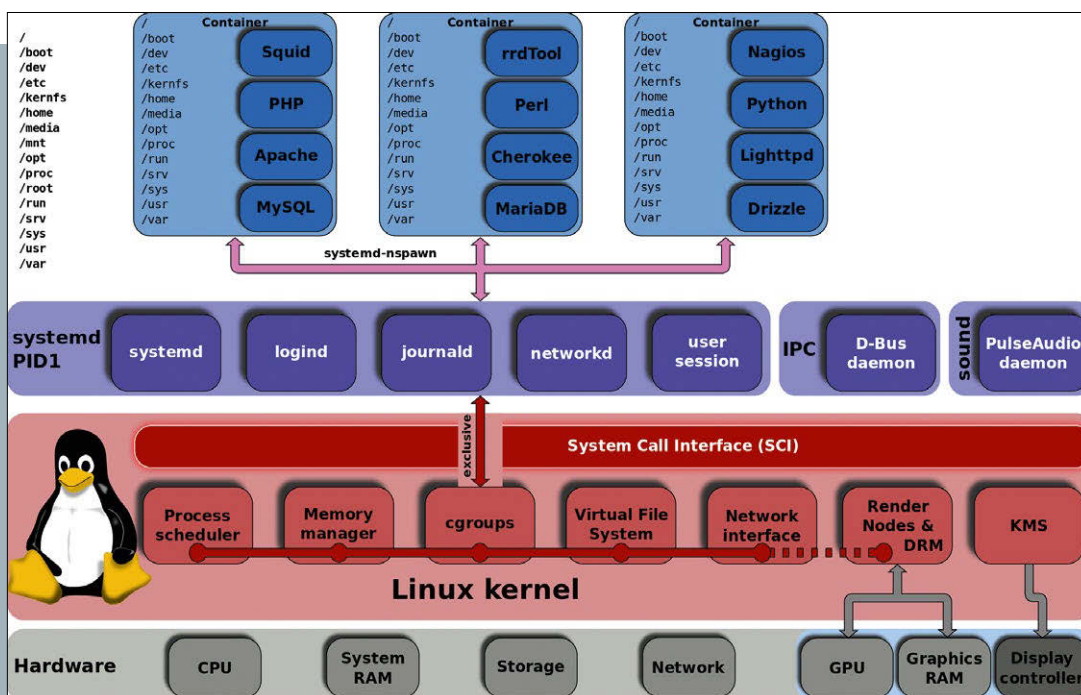 /
/boot
/dev
/etc
/kernfs
/home
/media
/mnt
/opt
/proc
/root
/run
/srv
/sys
/usr
/var
/ Container
/boot
/dev
/etc
/kernfs
/home
/media
/opt
/proc
/run
/srv
/sys
/usr
/var
Squid
PHP
Apache
MySQL
/ Container
/boot
/dev
/etc
/kernfs
/home
/media
/opt
/proc
/run
/srv
/sys
/usr
/var
rrdTool
Perl
Cherokee
MariaDB
/ Container
/boot
/dev
/etc
/kernfs
/home
/media
/opt
/proc
/run
/srv
/sys
/usr
/var
Nagios
Python
Lighttpd
Drizzle
systemd-nspawn
systemd
PID1
systemd
logind
journald
networkd
user
session
IPC
D-Bus
daemon
sound
PulseAudio
daemon
exclusive
System Call Interface (SCI)
Process
scheduler
Memory
manager
cgroups
Virtual File
System
Network
interface
Render
Nodes &
DRM
KMS
Linux kernel
Hardware
CPU
System
RAM
Storage
Network
GPU
Graphics
RAM
Display
controller